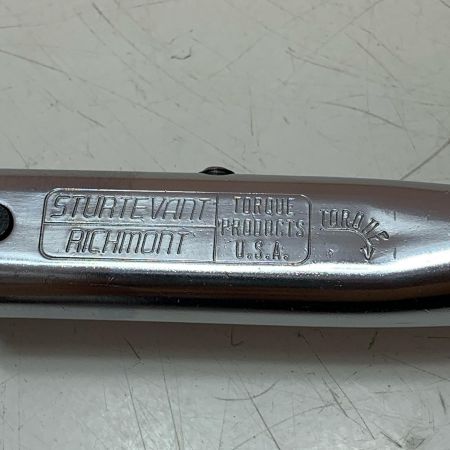 STURTEVANT
RICHMONT
TORQUE
PRODUCTS
U.S.A.
TORQUE